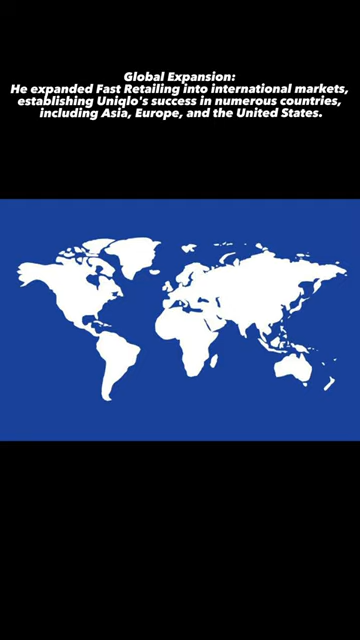 Global Expansion:
He expanded Fast Retailing into international markets,
establishing Uniqlo's success in numerous countries,
including Asia, Europe, and the United States.